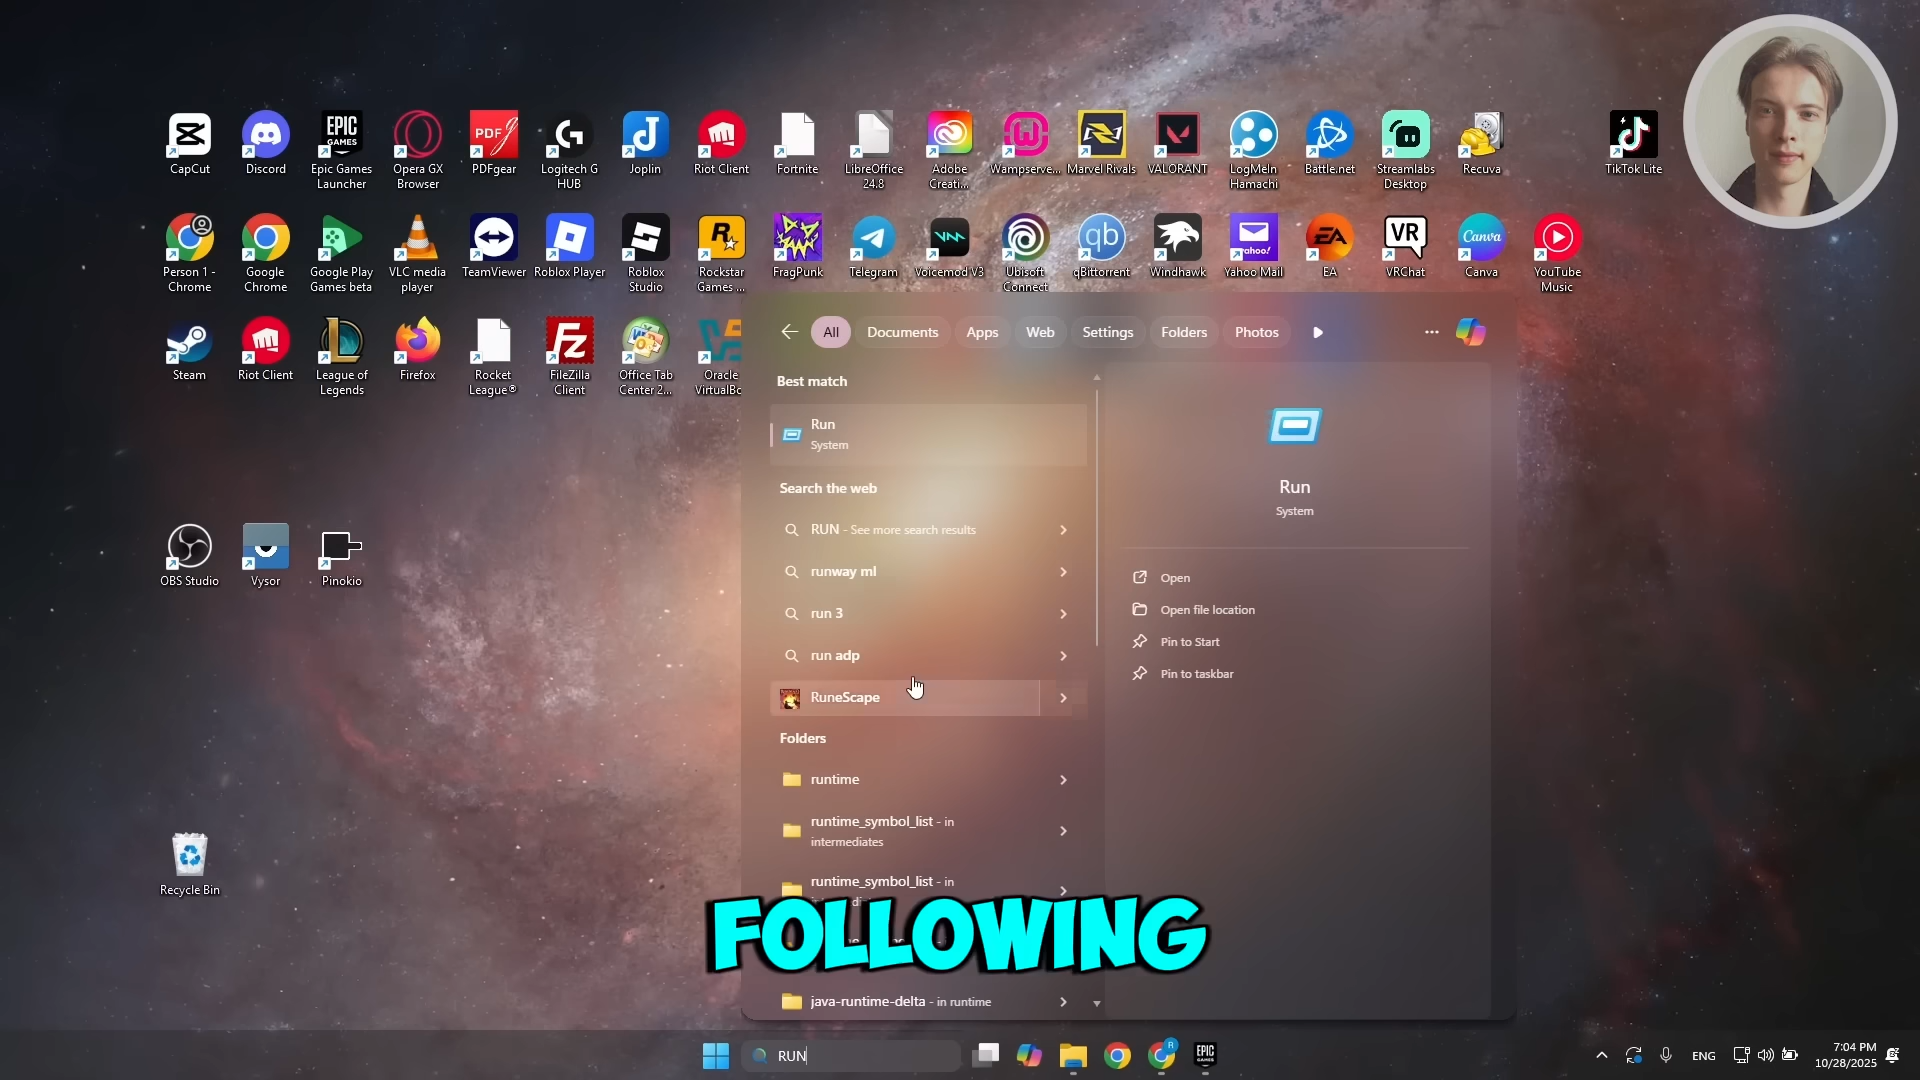 CapCut
Discord
Epic Games
Launcher
Opera GX
Browser
PDFgear
Logitech G
HUB
Joplin
Riot Client
Fortnite
LibreOffice
24.8
Adobe
Creati...
Wampserve...
Marvel Rivals
VALORANT
LogMeIn
Hamachi
Battle.net
Streamlabs
Desktop
Recuva
TikTok Lite
Person 1 -
Chrome
Google
Chrome
Google Play
Games beta
VLC media
player
TeamViewer
Roblox Player
Roblox
Studio
Rockstar
Games ...
FragPunk
Telegram
Voicemod V3
Ubisoft
Connect
qBittorrent
Windhawk
Yahoo Mail
EA
VRChat
Canva
YouTube
Music
Steam
Riot Client
League of
Legends
Firefox
Rocket
League®
FileZilla
Client
Office Tab
Center 2...
Oracle
OBS Studio
Vysor
Pinokio
Recycle Bin
All
Documents
Apps
Web
Settings
Folders
Photos
Best match
Run
System
Search the web
RUN - See more search results
runway ml
run 3
run adp
RuneScape
Folders
runtime
runtime_symbol_list - in
intermediates
runtime_symbol_list - in
java-runtime-delta - in runtime
Run
System
Open
Open file location
Pin to Start
Pin to taskbar
FOLLOWING
RUN
ENG
7:04 PM
10/28/2025